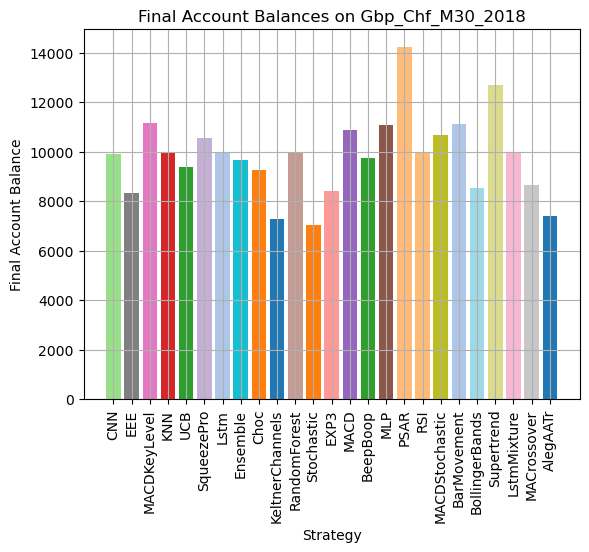 Final Account Balances on Gbp_Chf_M30_2018
Final Account Balance
14000
12000
10000
8000
6000
4000
2000
0
CNN
EEE
MACDKeyLevel
KNN
UCB
SqueezePro
Lstm
Ensemble
Choc
KeltnerChannels
RandomForest
Stochastic
EXP3
MACD
BeepBoop
MLP
PSAR
RSI
MACDStochastic
BarMovement
BollingerBands
Supertrend
LstmMixture
MACrossover
AlegAATr
Strategy